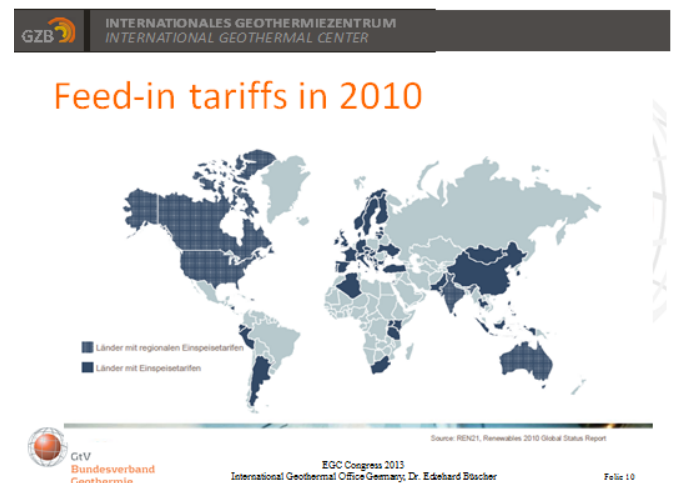 GZB
INTERNATIONALES GEOTHERMIEZENTRUM
INTERNATIONAL GEOTHERMAL CENTER
Feed-in tariffs in 2010
Länder mit regionalen Einspeisetarifen
Länder mit Einspeisetarifen
Source: REN21, Renewables 2010 Global Status Report
GtV
Bundesverband
Geothermie
EGC Congress 2013
International Geothermal Office Germany, Dr. Eckehard Büscher
Folie 10